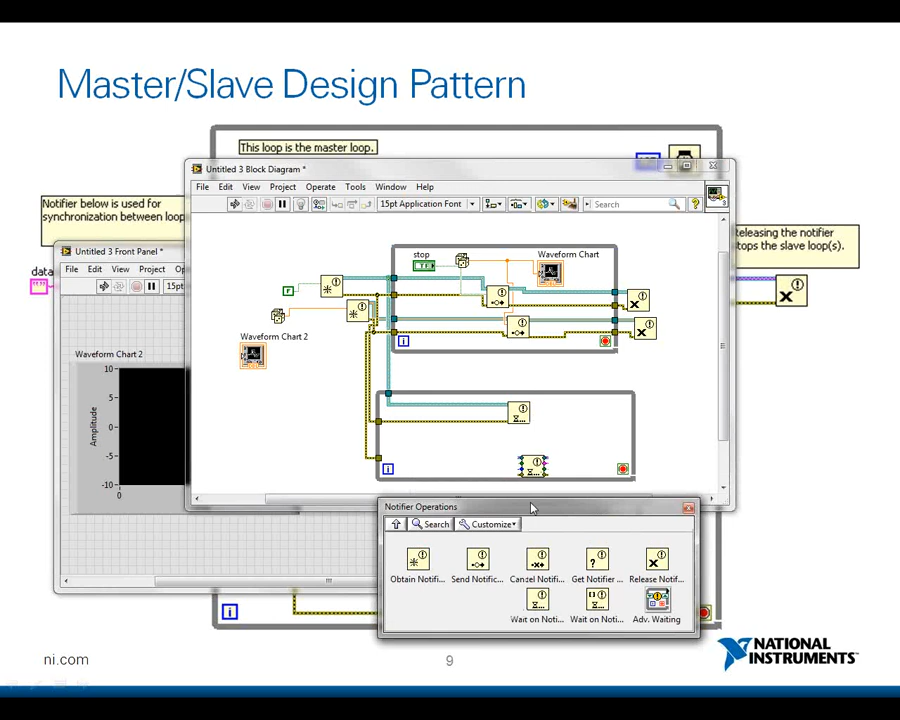 Master/Slave Design Pattern
This loop is the master loop.
Untitled 3 Block Diagram *
File Edit View Project Operate Tools Window Help
15pt Application Font
Search
Notifier below is used for
synchronization between loop
Releasing the notifier
stops the slave loop(s).
Untitled 3 Front Panel *
File Edit View Project
15pt
data
stop
TF
Waveform Chart
Waveform Chart 2
i
i
Waveform Chart 2
10
5
0
-5
-10
Amplitude
0
Notifier Operations
Search Customize
Obtain Notifi... Send Notific... Cancel Notifi... Get Notifier ... Release Notif...
Wait on Noti... Wait on Noti... Adv. Waiting
i
ni.com
9
NATIONAL
INSTRUMENTS